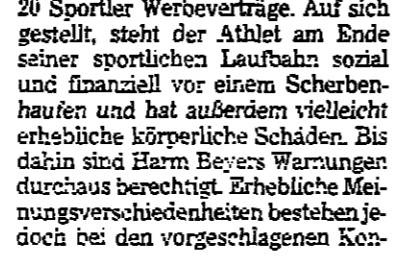 20 Sportler Werbeverträge. Auf sich
gestellt, steht der Athlet am Ende
seiner sportlichen Laufbahn sozial
und finanziell vor einem Scherben-
haufen und hat außerdem vielleicht
erhebliche körperliche Schäden. Bis
dahin sind Harm Beyers Warnungen
durchaus berechtigt. Erhebliche Mei-
nungsverschiedenheiten bestehen je-
doch bei den vorgeschlagenen Kon-